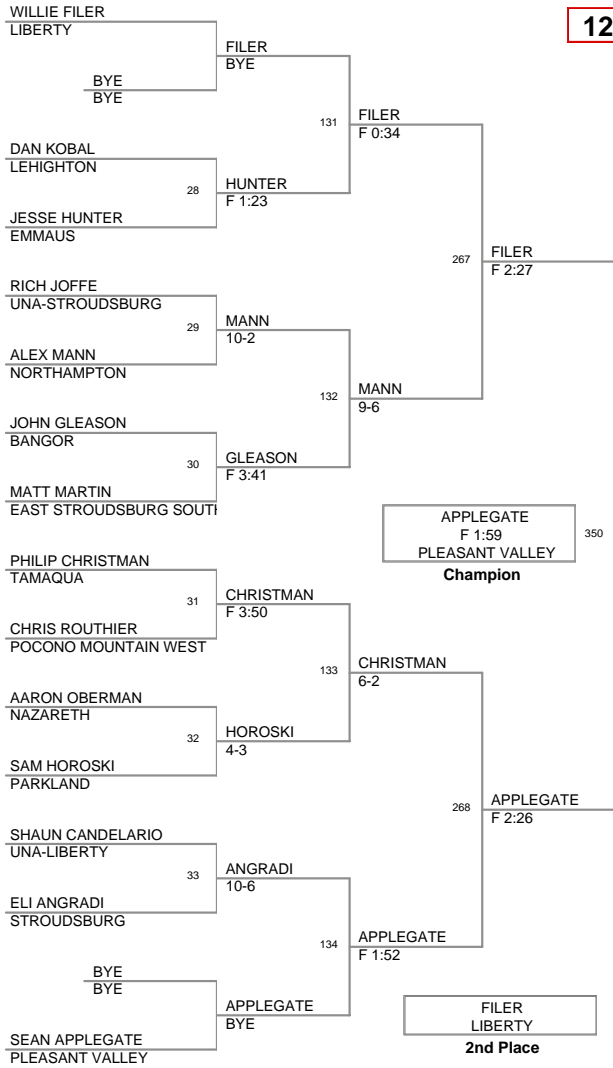 WILLIE FILER
LIBERTY
12
FILER
BYE
BYE
BYE
131
FILER
F 0:34
DAN KOBAL
LEHIGHTON
28
HUNTER
F 1:23
JESSE HUNTER
EMMAUS
267
FILER
F 2:27
RICH JOFFE
UNA-STROUDSBURG
29
MANN
10-2
ALEX MANN
NORTHAMPTON
132
MANN
9-6
JOHN GLEASON
BANGOR
30
GLEASON
F 3:41
MATT MARTIN
EAST STROUDSBURG SOUTH
APPLEGATE
F 1:59
PLEASANT VALLEY
350
Champion
PHILIP CHRISTMAN
TAMAQUA
31
CHRISTMAN
F 3:50
CHRIS ROUTHIER
POCONO MOUNTAIN WEST
133
CHRISTMAN
6-2
AARON OBERMAN
NAZARETH
32
HOROSKI
4-3
SAM HOROSKI
PARKLAND
268
APPLEGATE
F 2:26
SHAUN CANDELARIO
UNA-LIBERTY
33
ANGRADI
10-6
ELI ANGRADI
STROUDSBURG
134
APPLEGATE
F 1:52
BYE
BYE
APPLEGATE
BYE
SEAN APPLEGATE
PLEASANT VALLEY
FILER
LIBERTY
2nd Place